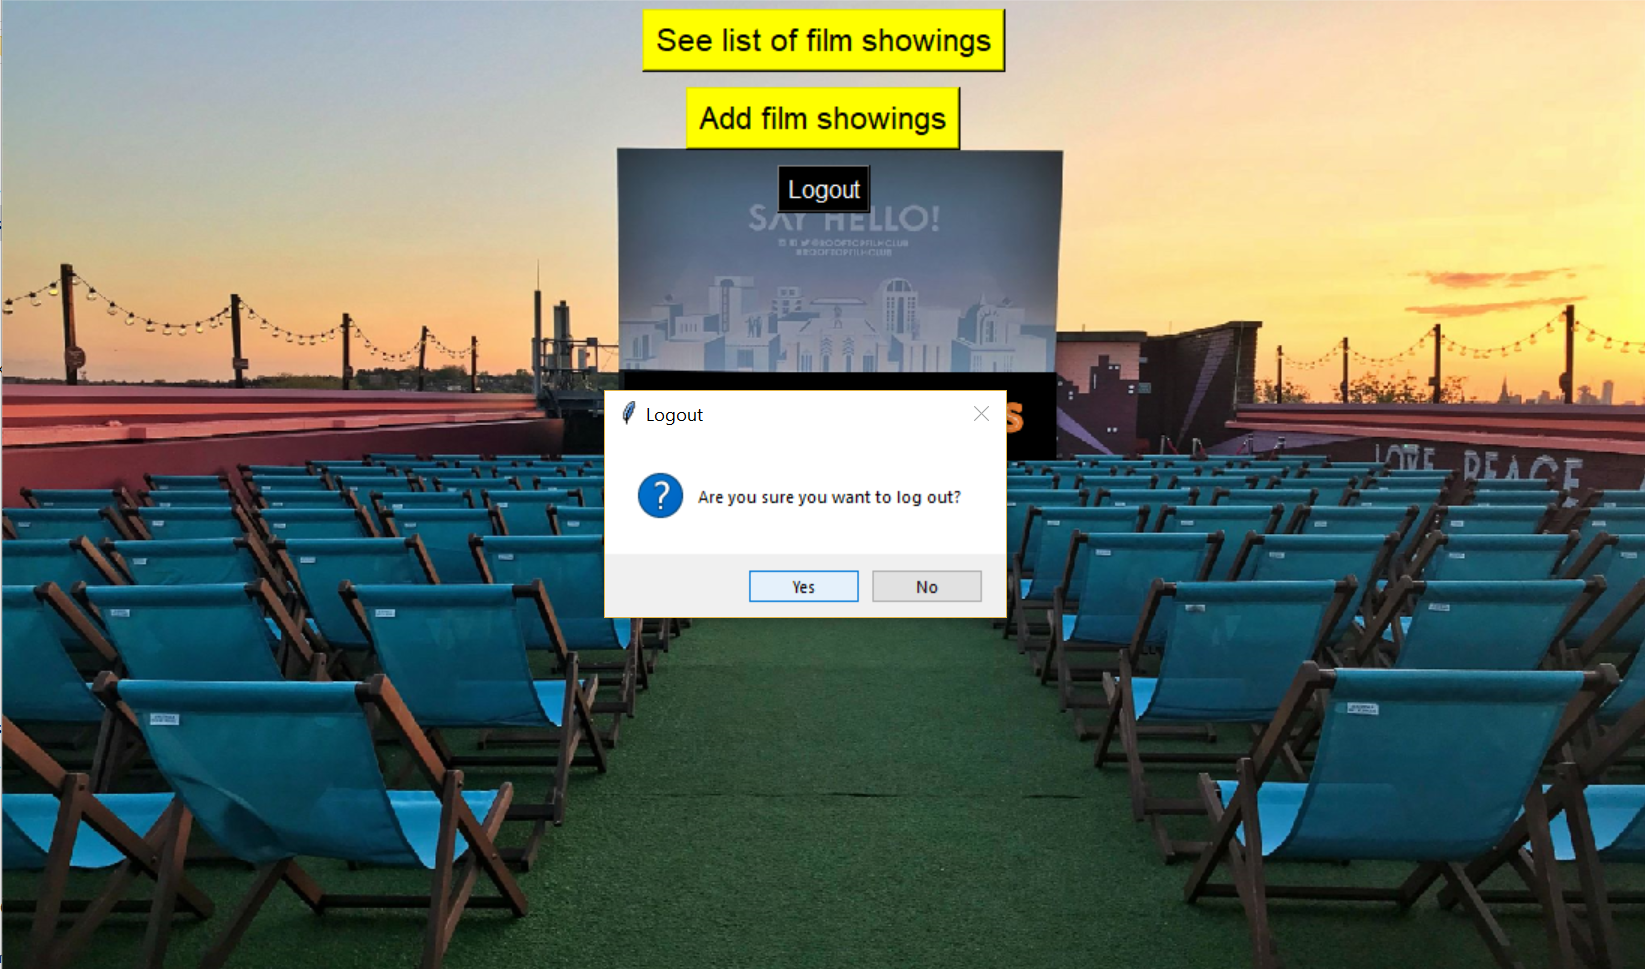 See list of film showings
Add film showings
Logout
SAY HELLO!
@ROOFTOPFILMCLUB
#ROOFTOPFILMCLUB
Logout
S
Are you sure you want to log out?
Yes
No
LOVE PEACE